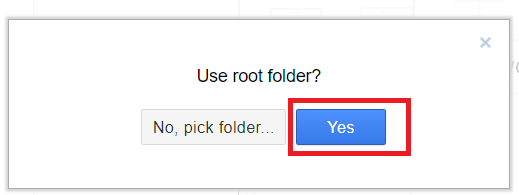 Use root folder?
No, pick folder... Yes